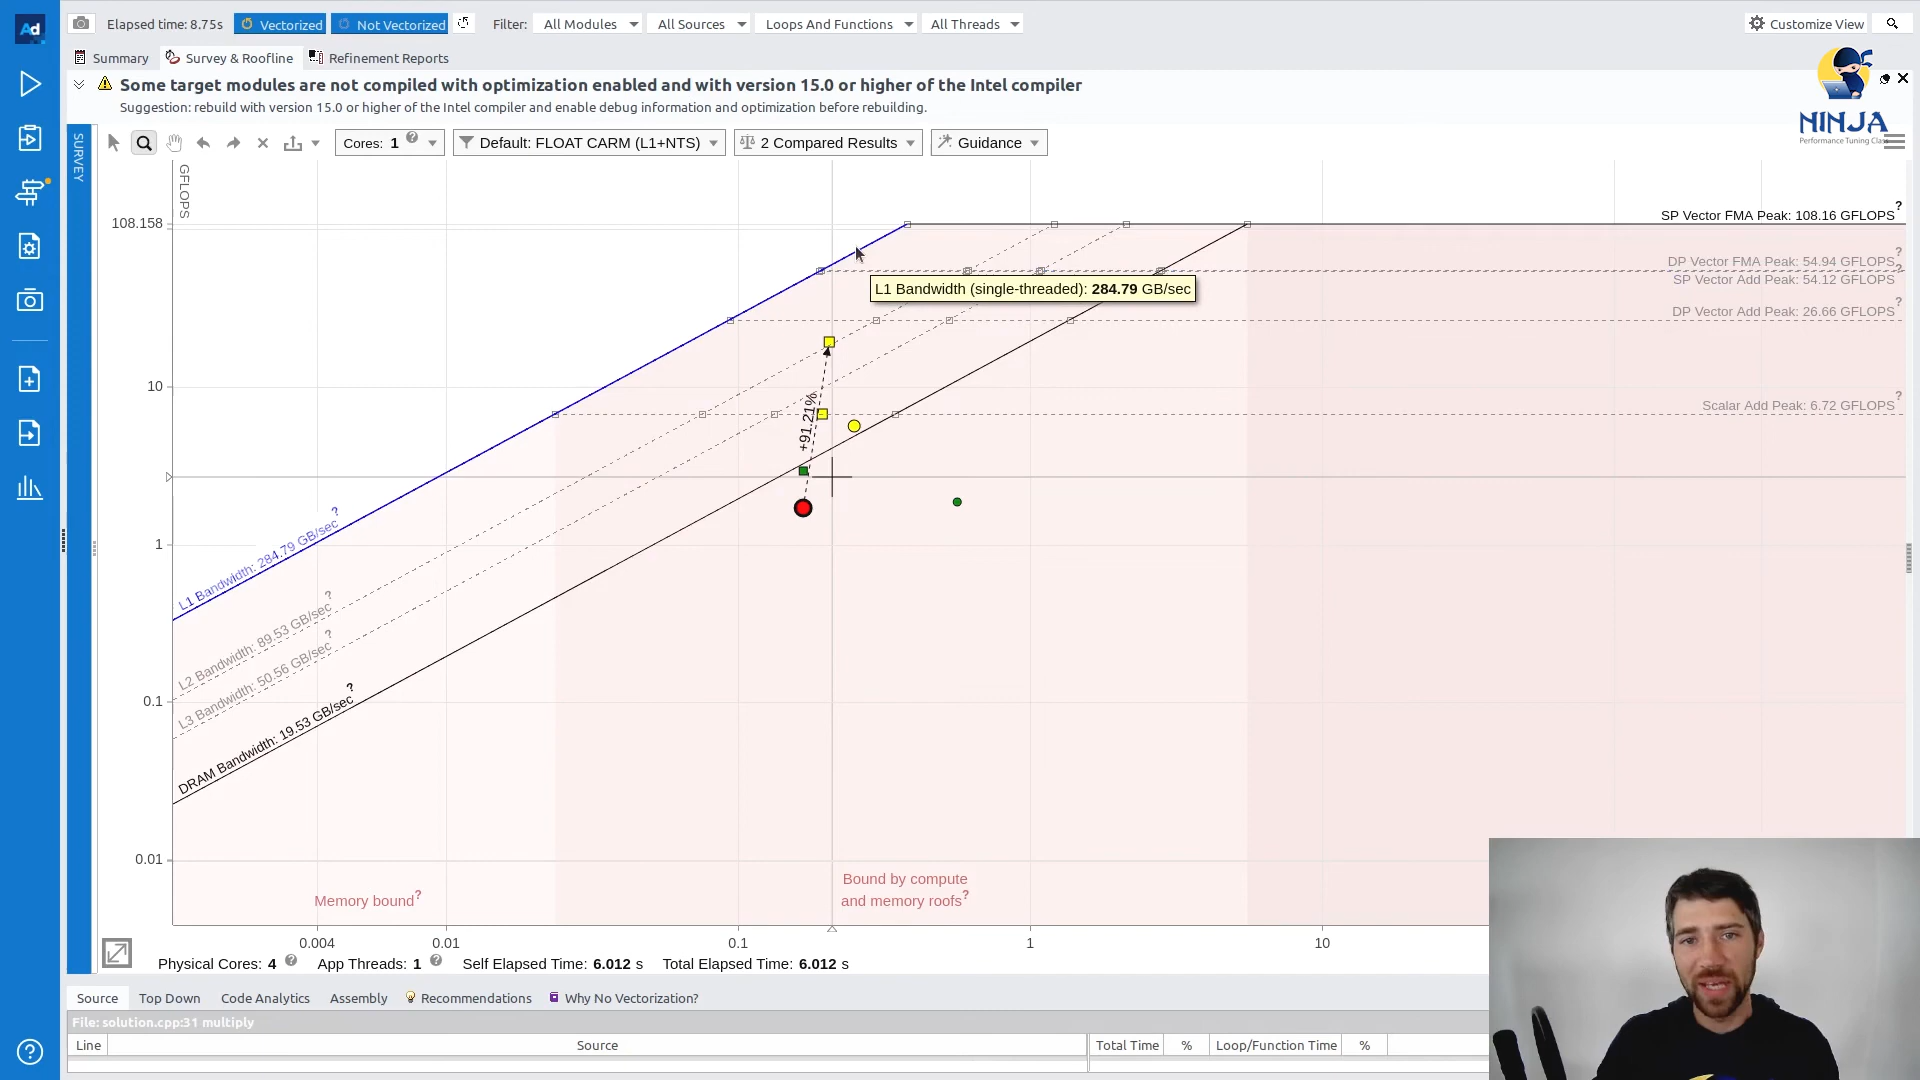 Ad
Elapsed time: 8.75s
Vectorized
Not Vectorized
Filter:
All Modules
All Sources
Loops And Functions
All Threads
Customize View
Summary
Survey & Roofline
Refinement Reports
Some target modules are not compiled with optimization enabled and with version 15.0 or higher of the Intel compiler
Suggestion: rebuild with version 15.0 or higher of the Intel compiler and enable debug information and optimization before rebuilding.
NINJA
Performance Tuning Class
SURVEY
Cores: 1 ?
Default: FLOAT CARM (L1+NTS)
2 Compared Results
Guidance
GFLOPS
108.158
SP Vector FMA Peak: 108.16 GFLOPS?
DP Vector FMA Peak: 54.94 GFLOPS?
SP Vector Add Peak: 54.12 GFLOPS?
L1 Bandwidth (single-threaded): 284.79 GB/sec
DP Vector Add Peak: 26.66 GFLOPS?
10
Scalar Add Peak: 6.72 GFLOPS?
+91.21%
1
L1 Bandwidth: 284.79 GB/sec?
L2 Bandwidth: 89.53 GB/sec?
L3 Bandwidth: 50.56 GB/sec?
0.1
DRAM Bandwidth: 19.53 GB/sec?
0.01
Memory bound?
Bound by compute
and memory roofs?
0.004
0.01
0.1
1
10
Physical Cores: 4 ?
App Threads: 1 ?
Self Elapsed Time: 6.012 s
Total Elapsed Time: 6.012 s
Source
Top Down
Code Analytics
Assembly
Recommendations
Why No Vectorization?
File: solution.cpp:31 multiply
Line
Source
Total Time
%
Loop/Function Time
%